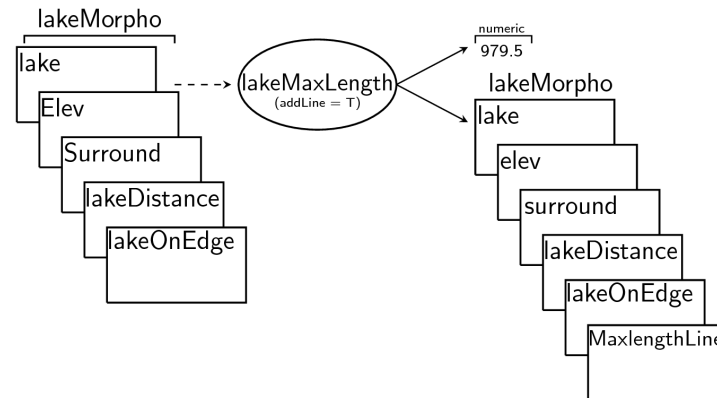 lakeMorpho
lake
Elev
Surround
lakeDistance
lakeOnEdge
lakeMaxLength
(addLine = T)
numeric
979.5
lakeMorpho
lake
elev
surround
lakeDistance
lakeOnEdge
MaxlengthLine